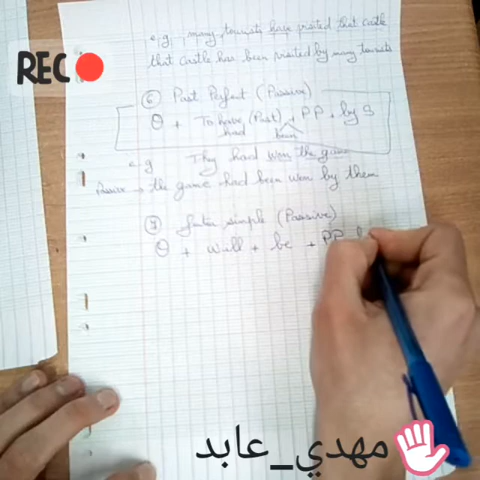 e.g., many tourists have visited that castle
that castle has been visited by many tourists
REC
⑥ Past Perfect (Passive)
θ + To have (Past) + PP + by S
had been
e.g They had won the game
Passive → the game had been won by them
⑦ futur simple (Passive)
θ + will + be + PP
مهدي_عابد